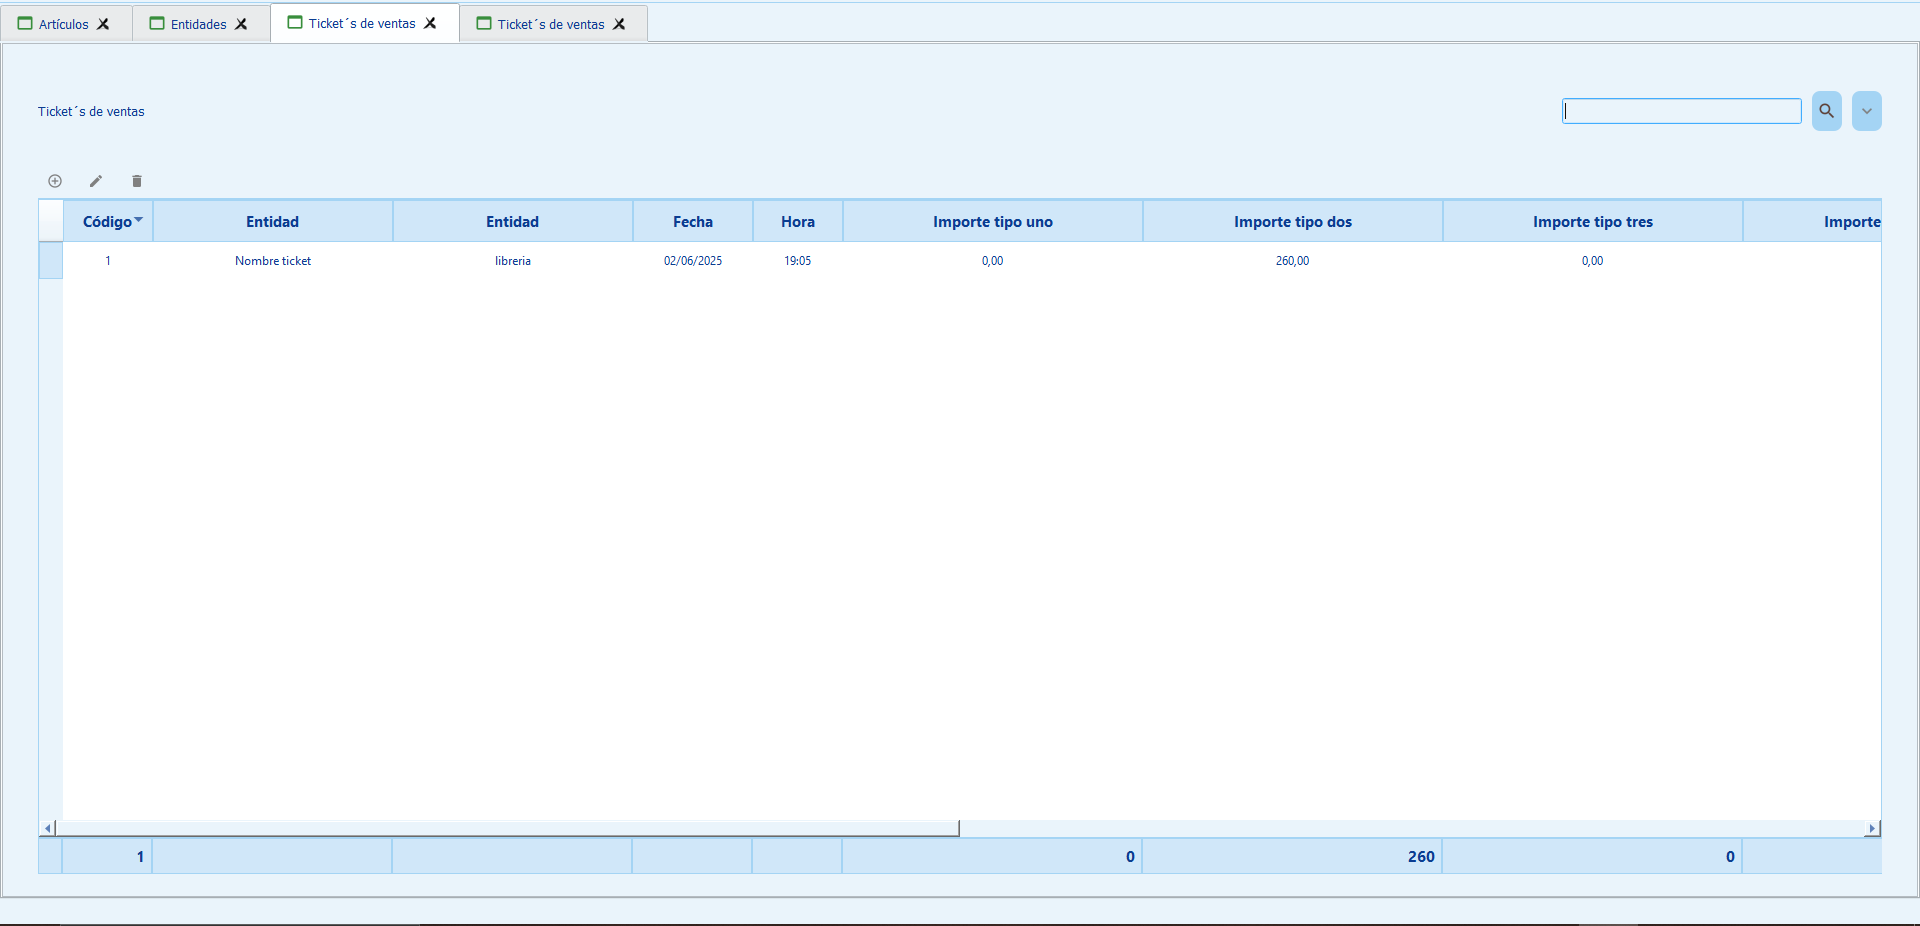 Artículos Entidades Ticket´s de ventas Ticket´s de ventas
Ticket´s de ventas
Código Entidad Entidad Fecha Hora Importe tipo uno Importe tipo dos Importe tipo tres Importe
1 Nombre ticket libreria 02/06/2025 19:05 0,00 260,00 0,00
1 0 260 0